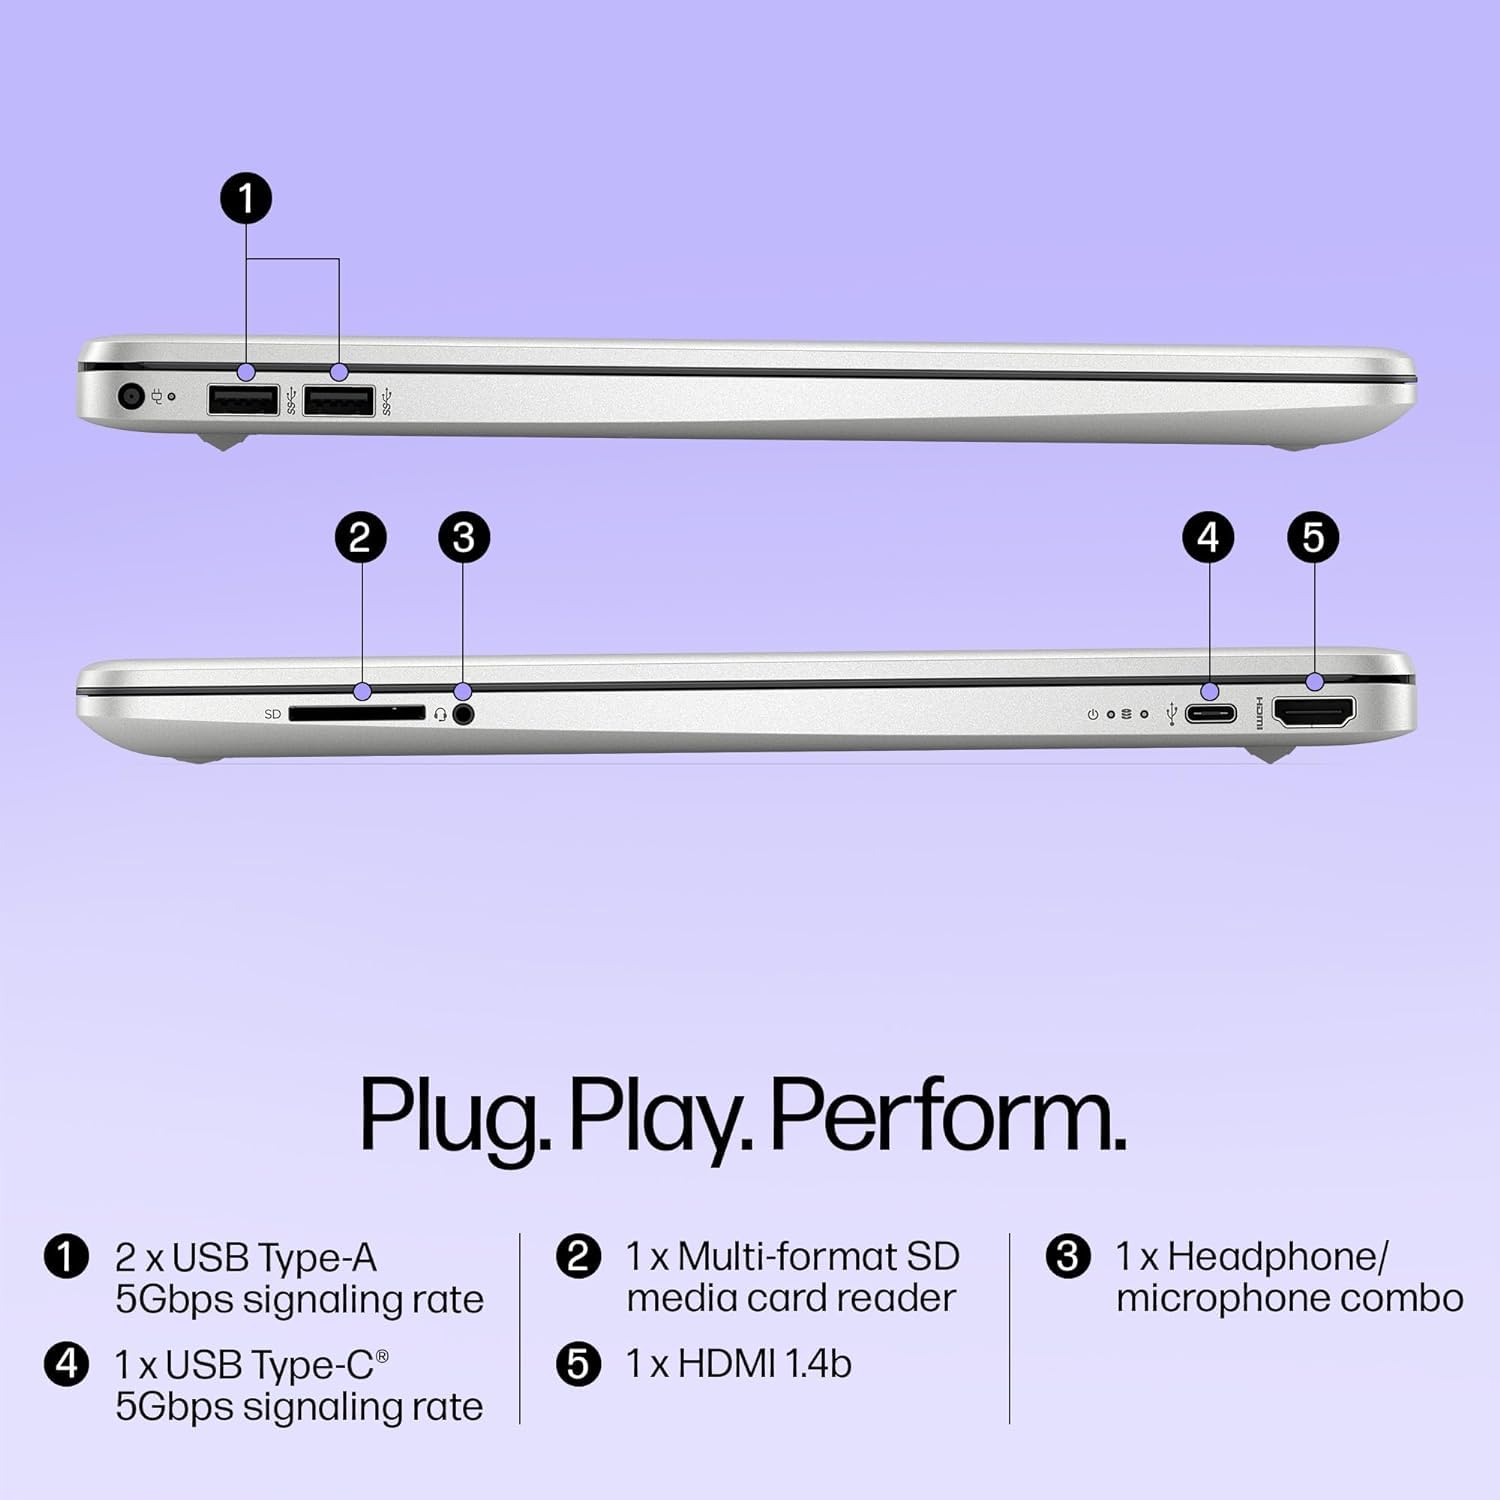 1
SS
SS
2
3
4
5
SD
HDMI
Plug. Play. Perform.
1 2 x USB Type-A
5Gbps signaling rate
2 1 x Multi-format SD
media card reader
3 1 x Headphone/
microphone combo
4 1 x USB Type-C®
5Gbps signaling rate
5 1 x HDMI 1.4b